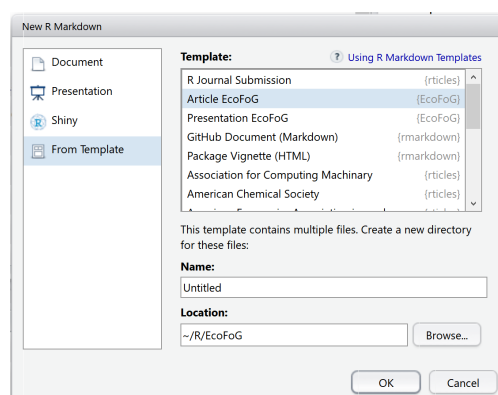 New R Markdown
Document
Presentation
Shiny
From Template
Template:
? Using R Markdown Templates
R Journal Submission {rticles}
Article EcoFoG {EcoFoG}
Presentation EcoFoG {EcoFoG}
GitHub Document (Markdown) {rmarkdown}
Package Vignette (HTML) {rmarkdown}
Association for Computing Machinary {rticles}
American Chemical Society {rticles}
This template contains multiple files. Create a new directory
for these files:
Name:
Untitled
Location:
~/R/EcoFoG
Browse...
OK
Cancel